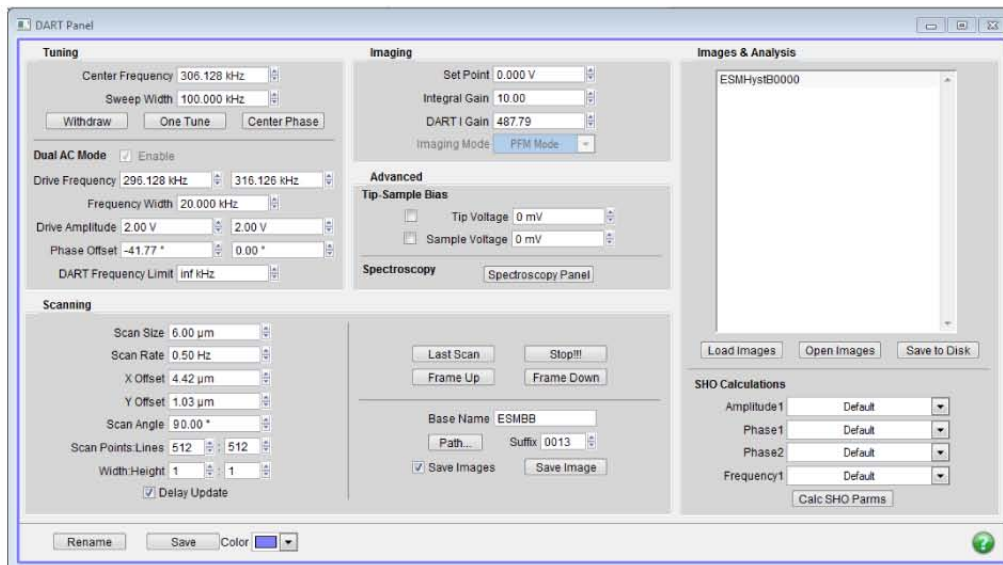 DART Panel
Tuning
Center Frequency 306.128 kHz
Sweep Width 100.000 kHz
Withdraw One Tune Center Phase
Dual AC Mode Enable
Drive Frequency 296.128 kHz 316.126 kHz
Frequency Width 20.000 kHz
Drive Amplitude 2.00 V 2.00 V
Phase Offset -41.77 ° 0.00 °
DART Frequency Limit inf kHz
Imaging
Set Point 0.000 V
Integral Gain 10.00
DART I Gain 487.79
Imaging Mode PFM Mode
Advanced
Tip-Sample Bias
Tip Voltage 0 mV
Sample Voltage 0 mV
Spectroscopy Spectroscopy Panel
Scanning
Scan Size 6.00 µm
Scan Rate 0.50 Hz
X Offset 4.42 µm
Y Offset 1.03 µm
Scan Angle 90.00 °
Scan Points:Lines 512 : 512
Width:Height 1 : 1
Delay Update
Last Scan Stop!!!
Frame Up Frame Down
Base Name ESMBB
Path... Suffix 0013
Save Images Save Image
Images & Analysis
ESMHystB0000
Load Images Open Images Save to Disk
SHO Calculations
Amplitude1 Default
Phase1 Default
Phase2 Default
Frequency1 Default
Calc SHO Parms
Rename Save Color
?